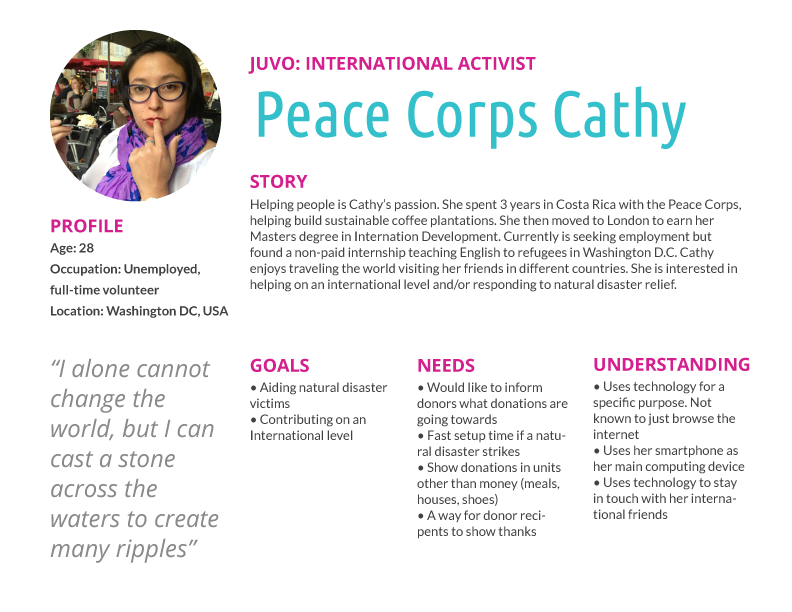 JUVO: INTERNATIONAL ACTIVIST
Peace Corps Cathy
STORY
Helping people is Cathy's passion. She spent 3 years in Costa Rica with the Peace Corps,
helping build sustainable coffee plantations. She then moved to London to earn her
Masters degree in Internation Development. Currently is seeking employment but
found a non-paid internship teaching English to refugees in Washington D.C. Cathy
enjoys traveling the world visiting her friends in different countries. She is interested in
helping on an international level and/or responding to natural disaster relief.
PROFILE
Age: 28
Occupation: Unemployed,
full-time volunteer
Location: Washington DC, USA
“I alone cannot
change the
world, but I can
cast a stone
across the
waters to create
many ripples”
GOALS
• Aiding natural disaster
victims
• Contributing on an
International level
NEEDS
• Would like to inform
donors what donations are
going towards
• Fast setup time if a natu-
ral disaster strikes
• Show donations in units
other than money (meals,
houses, shoes)
• A way for donor reci-
pents to show thanks
UNDERSTANDING
• Uses technology for a
specific purpose. Not
known to just browse the
internet
• Uses her smartphone as
her main computing device
• Uses technology to stay
in touch with her interna-
tional friends